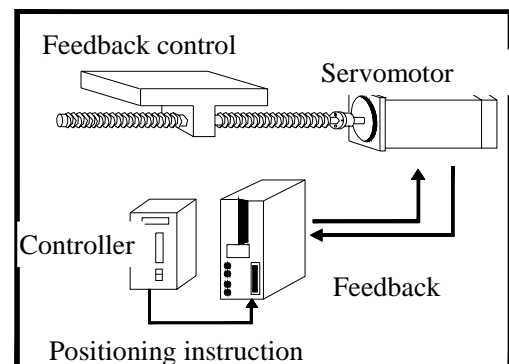 Feedback control
Servomotor
Controller
Feedback
Positioning instruction